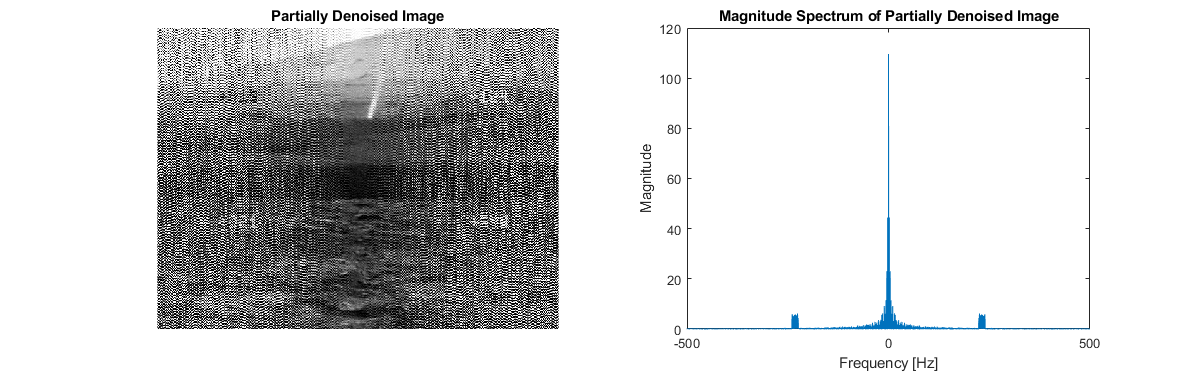 Partially Denoised Image
Magnitude Spectrum of Partially Denoised Image
120
100
80
60
40
20
0
Magnitude
-500
0
500
Frequency [Hz]